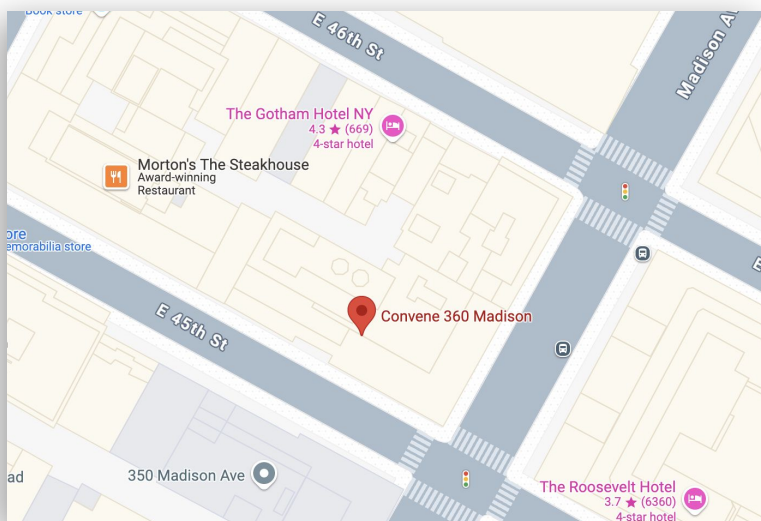 Book store
E 46th St
Madison A
The Gotham Hotel NY
4.3 ★ (669)
4-star hotel
Morton's The Steakhouse
Award-winning
Restaurant
ore
emorabilia store
Convene 360 Madison
E 45th St
E
350 Madison Ave
ad
The Roosevelt Hotel
3.7 ★ (6360)
4-star hotel